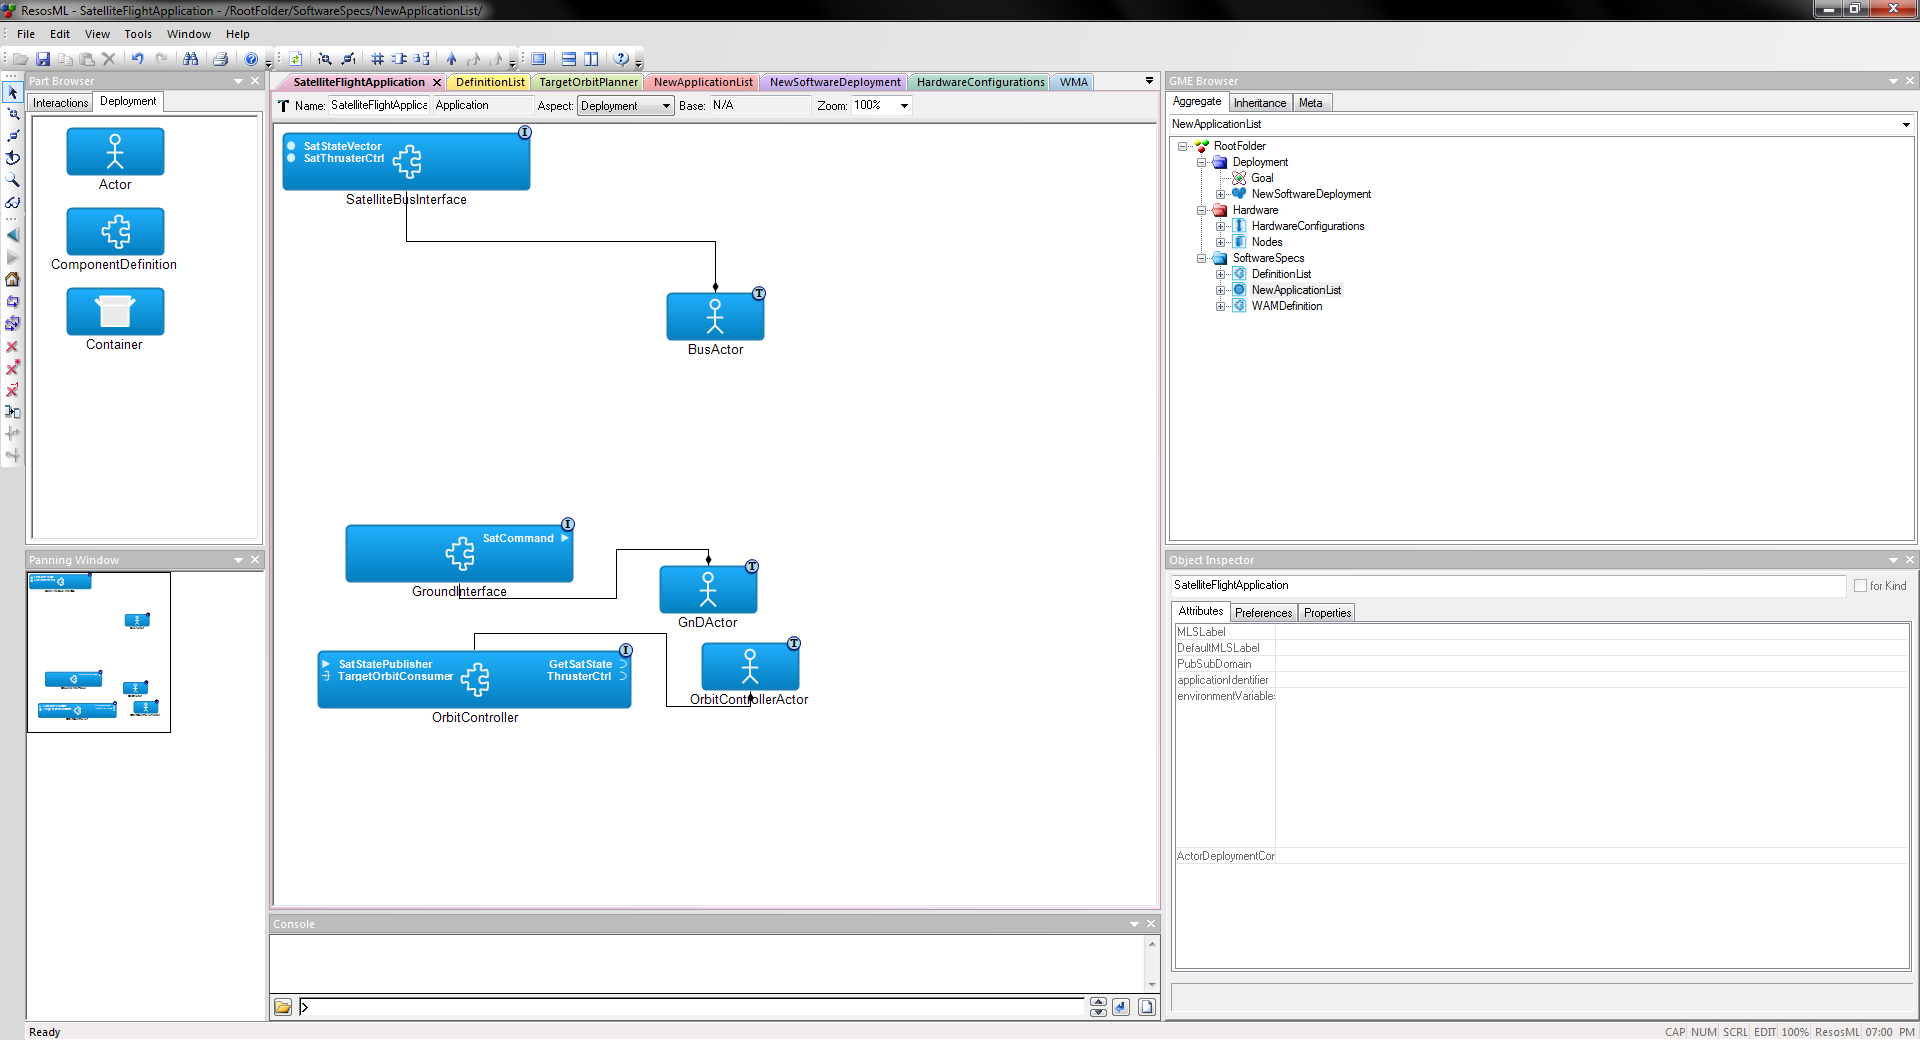 ResosML - SatelliteFlightApplication - /RootFolder/SoftwareSpecs/NewApplicationList/
File Edit View Tools Window Help
Part Browser
Interactions Deployment
Actor
ComponentDefinition
Container
Panning Window
SatelliteFlightApplication DefinitionList TargetOrbitPlanner NewApplicationList NewSoftwareDeployment HardwareConfigurations WMA
T Name: SatelliteFlightApplica Application Aspect: Deployment Base: N/A Zoom: 100%
I
SatStateVector
SatThrusterCtrl
SatelliteBusInterface
T
BusActor
I
SatCommand
GroundInterface
T
GnDActor
I
SatStatePublisher GetSatState
TargetOrbitConsumer ThrusterCtrl
OrbitController
T
OrbitControllerActor
Console
>
GME Browser
Aggregate Inheritance Meta
NewApplicationList
RootFolder
Deployment
Goal
NewSoftwareDeployment
Hardware
HardwareConfigurations
Nodes
SoftwareSpecs
DefinitionList
NewApplicationList
WAMDefinition
Object Inspector
SatelliteFlightApplication for Kind
Attributes Preferences Properties
MLSLabel
DefaultMLSLabel
PubSubDomain
applicationIdentifier
environmentVariable:
ActorDeploymentCor
Ready
CAP NUM SCRL EDIT 100% ResosML 07:00 PM